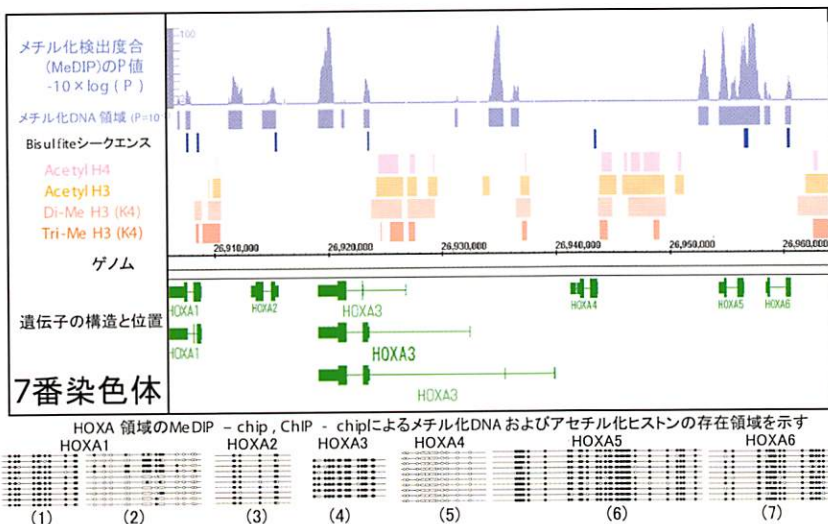 メチル化検出度合
(MeDIP)のP値
-10×log ( P )
100
メチル化DNA 領域 (P=10
Bisulfiteシークエンス
Acetyl H4
Acetyl H3
Di-Me H3 (K4)
Tri-Me H3 (K4)
26,910,000 26,920,000 26,930,000 26,940,000 26,950,000 26,960,000
ゲノム
遺伝子の構造と位置
HOXA1 HOXA2 HOXA3 HOXA4 HOXA5 HOXA6
HOXA1 HOXA3
HOXA3
7番染色体
HOXA 領域のMeDIP – chip , ChIP - chipによるメチル化DNA およびアセチル化ヒストンの存在領域を示す
HOXA1 HOXA2 HOXA3 HOXA4 HOXA5 HOXA6
(1) (2) (3) (4) (5) (6) (7)